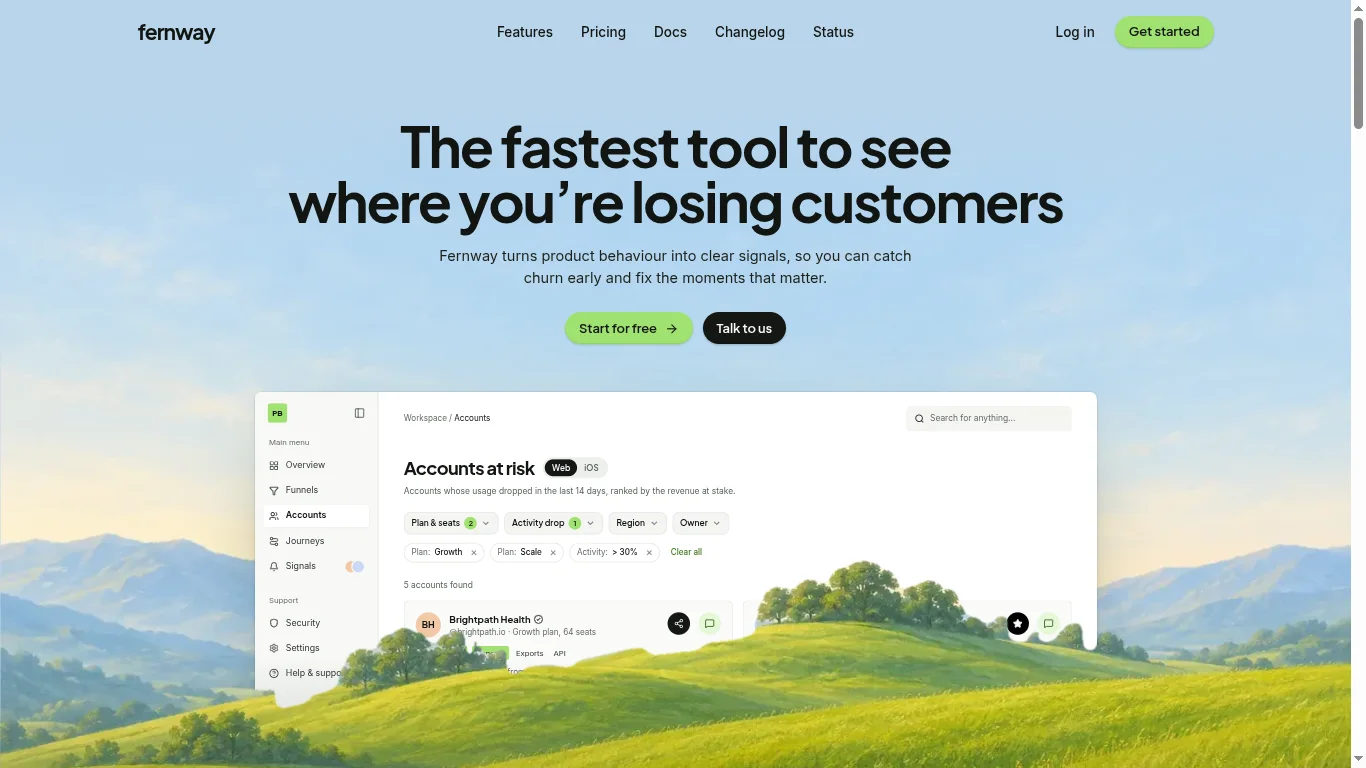 fernway
Features
Pricing
Docs
Changelog
Status
Log in
Get started
The fastest tool to see
where you’re losing customers
Fernway turns product behaviour into clear signals, so you can catch
churn early and fix the moments that matter.
Start for free
Talk to us
PB
Main menu
Overview
Funnels
Accounts
Journeys
Signals
Support
Security
Settings
Help &
Workspace / Accounts
Search for anything...
Accounts at risk
Web
iOS
Accounts whose usage dropped in the last 14 days, ranked by the revenue at stake.
Plan & seats 2
Activity drop 1
Region
Owner
Plan: Growth
Plan: Scale
Activity: > 30%
Clear all
5 accounts found
BH
Brightpath Health
@brightpath.io · Growth plan, 64 seats
Exports
API